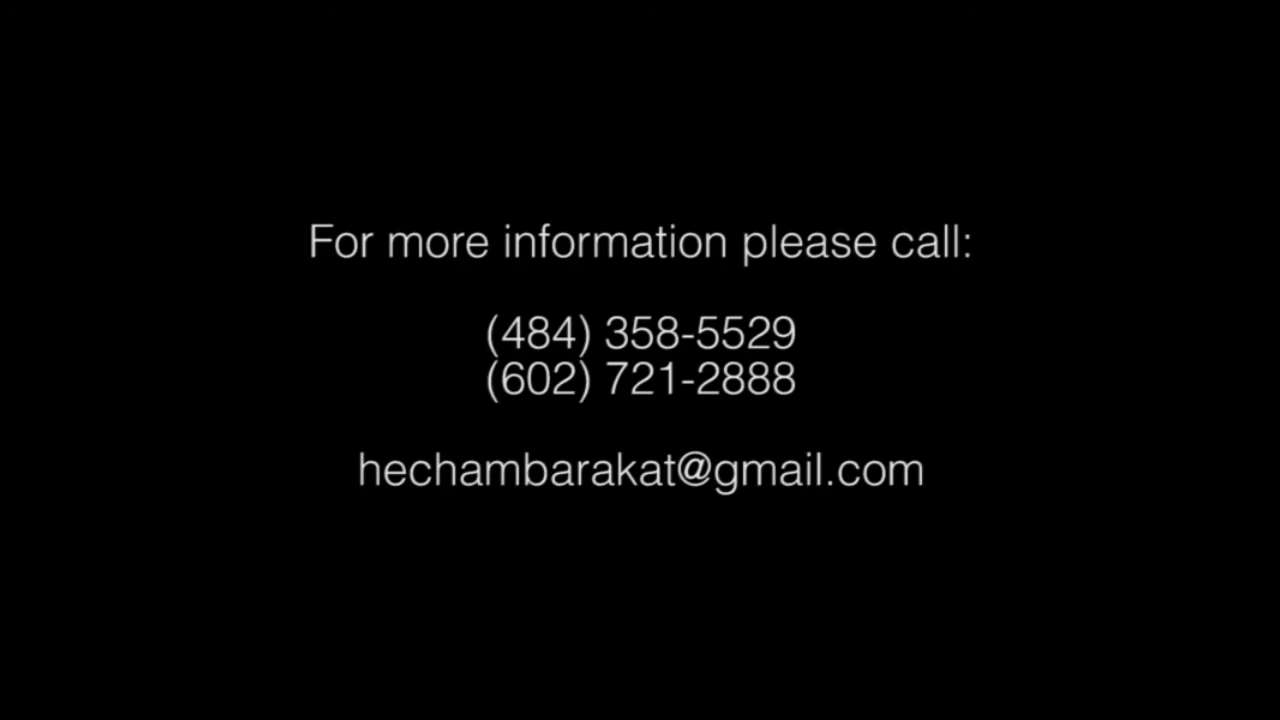 For more information please call:
(484) 358-5529
(602) 721-2888
hechambarakat@gmail.com